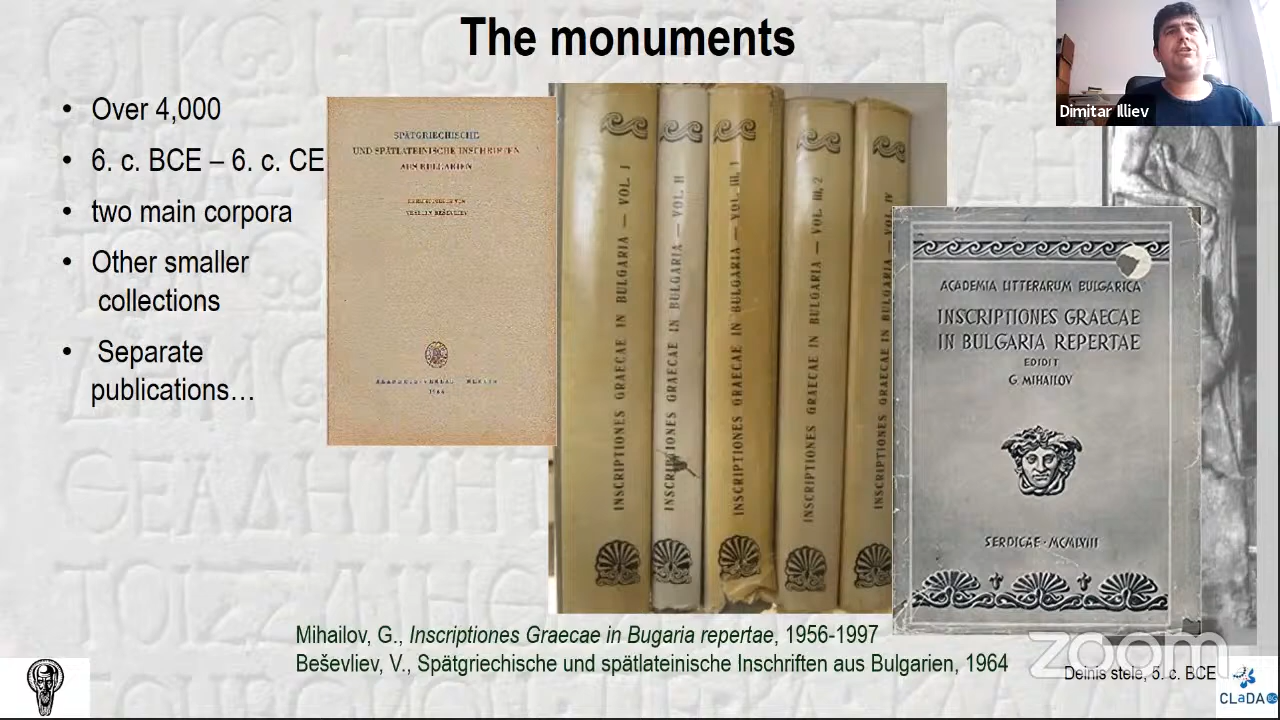 The monuments
• Over 4,000
• 6. c. BCE – 6. c. CE
• two main corpora
• Other smaller
collections
• Separate
publications…
SPÄTGRIECHISCHE
UND SPÄTLATEINISCHE INSCHRIFTEN
AUS BULGARIEN
INSCRIPTIONES GRAECAE IN BULGARIA — VOL. I
INSCRIPTIONES GRAECAE IN BULGARIA — VOL. II
INSCRIPTIONES GRAECAE IN BULGARIA — VOL. III, 1
INSCRIPTIONES GRAECAE IN BULGARIA — VOL. III, 2
INSCRIPTIONES GRAECAE IN BULGARIA — VOL. IV
ACADEMIA LITTERARUM BULGARICA
INSCRIPTIONES GRAECAE
IN BULGARIA REPERTAE
EDIDIT
G. MIHAILOV
SERDICAE · MCMLVIII
Mihailov, G., Inscriptiones Graecae in Bugaria repertae, 1956-1997
Beševliev, V., Spätgriechische und spätlateinische Inschriften aus Bulgarien, 1964
Deinis stele, 5. c. BCE
Dimitar Illiev
zoom
CLaDA BG